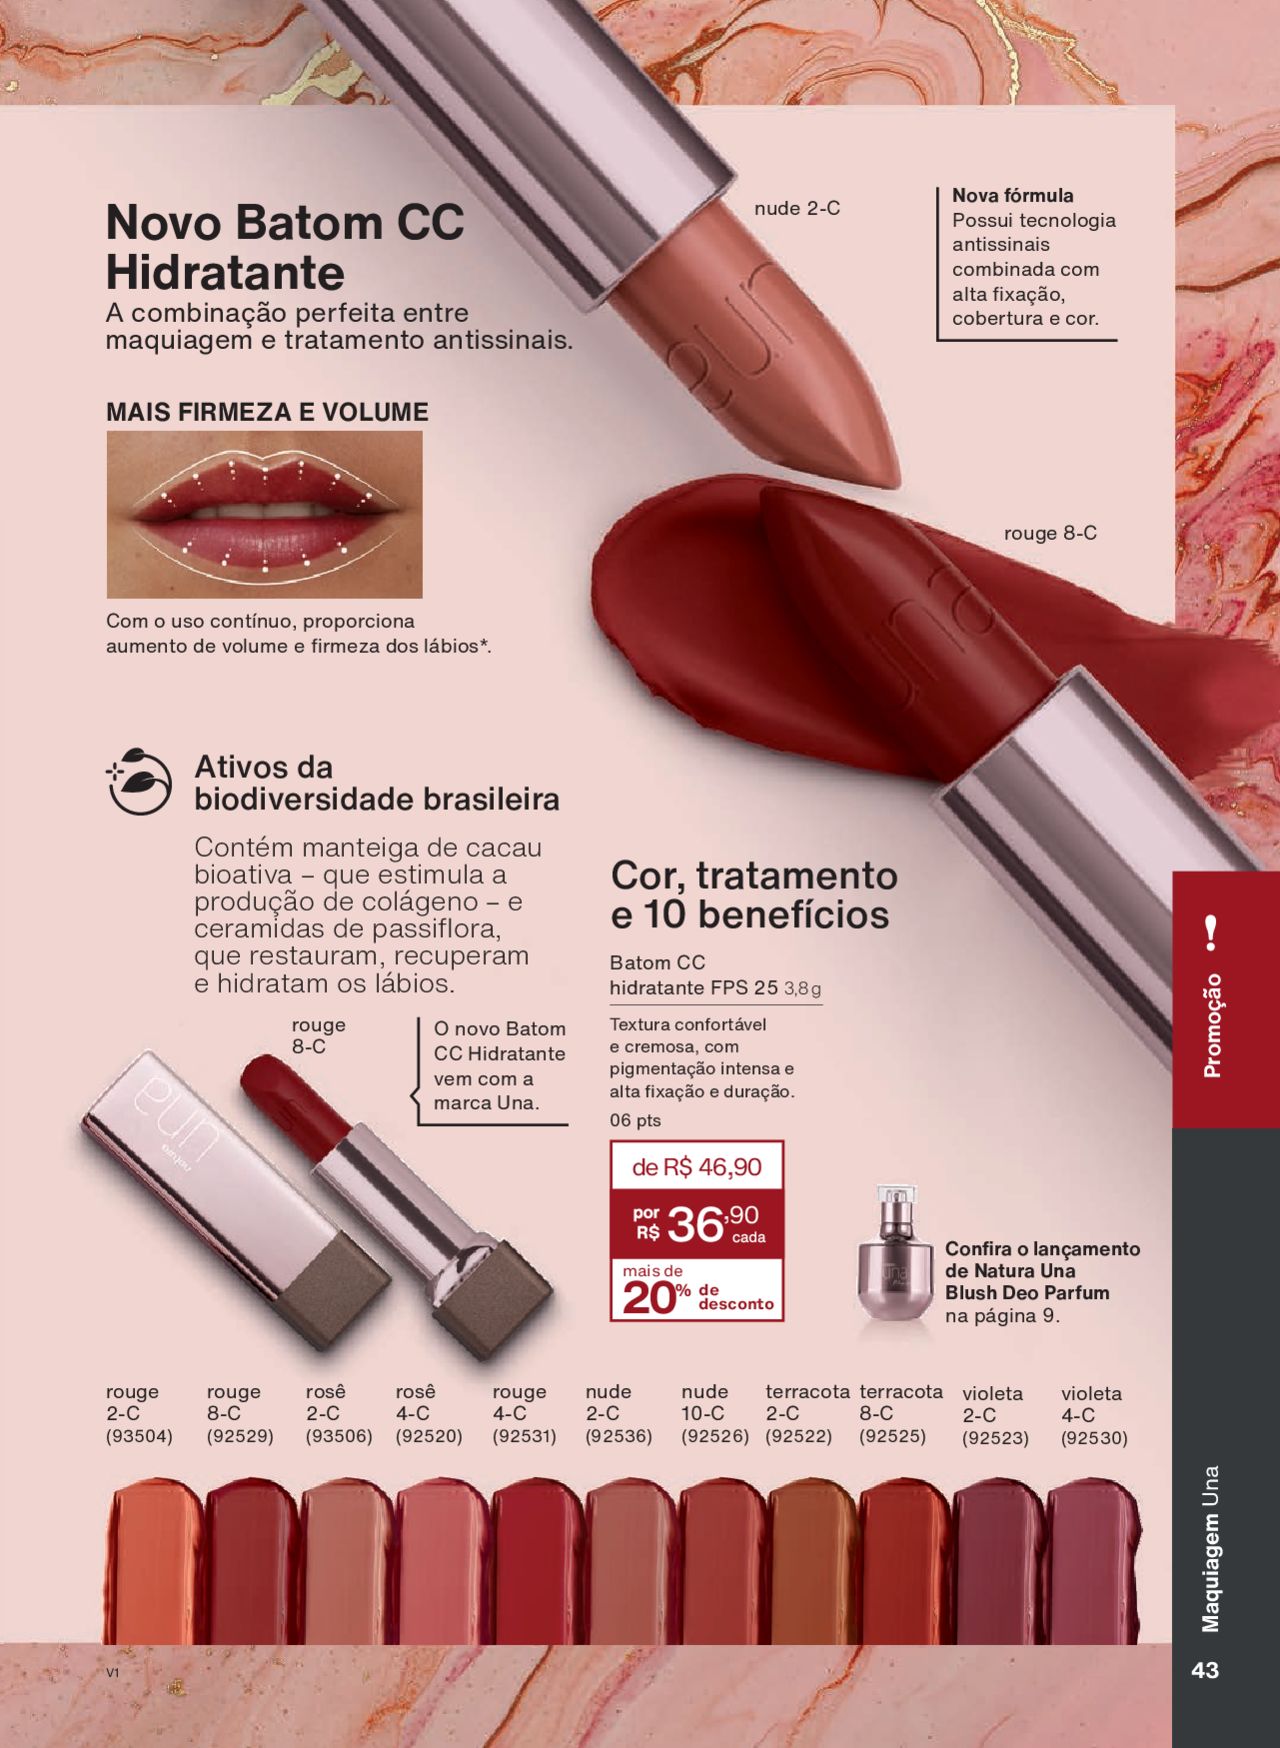 Novo Batom CC
Hidratante
A combinação perfeita entre
maquiagem e tratamento antissinais.
nude 2-C
Nova fórmula
Possui tecnologia
antissinais
combinada com
alta fixação,
cobertura e cor.
una
MAIS FIRMEZA E VOLUME
Com o uso contínuo, proporciona
aumento de volume e firmeza dos lábios*.
rouge 8-C
una
Ativos da
biodiversidade brasileira
Contém manteiga de cacau
bioativa – que estimula a
produção de colágeno – e
ceramidas de passiflora,
que restauram, recuperam
e hidratam os lábios.
rouge
8-C
O novo Batom
CC Hidratante
vem com a
marca Una.
una
natura
Cor, tratamento
e 10 benefícios
Batom CC
hidratante FPS 25 3,8 g
Textura confortável
e cremosa, com
pigmentação intensa e
alta fixação e duração.
06 pts
de R$ 46,90
por R$ 36,90 cada
mais de
20% de desconto
una
Confira o lançamento
de Natura Una
Blush Deo Parfum
na página 9.
rouge 2-C (93504)
rouge 8-C (92529)
rosê 2-C (93506)
rosê 4-C (92520)
rouge 4-C (92531)
nude 2-C (92536)
nude 10-C (92526)
terracota 2-C (92522)
terracota 8-C (92525)
violeta 2-C (92523)
violeta 4-C (92530)
V1
Promoção !
Maquiagem Una
43